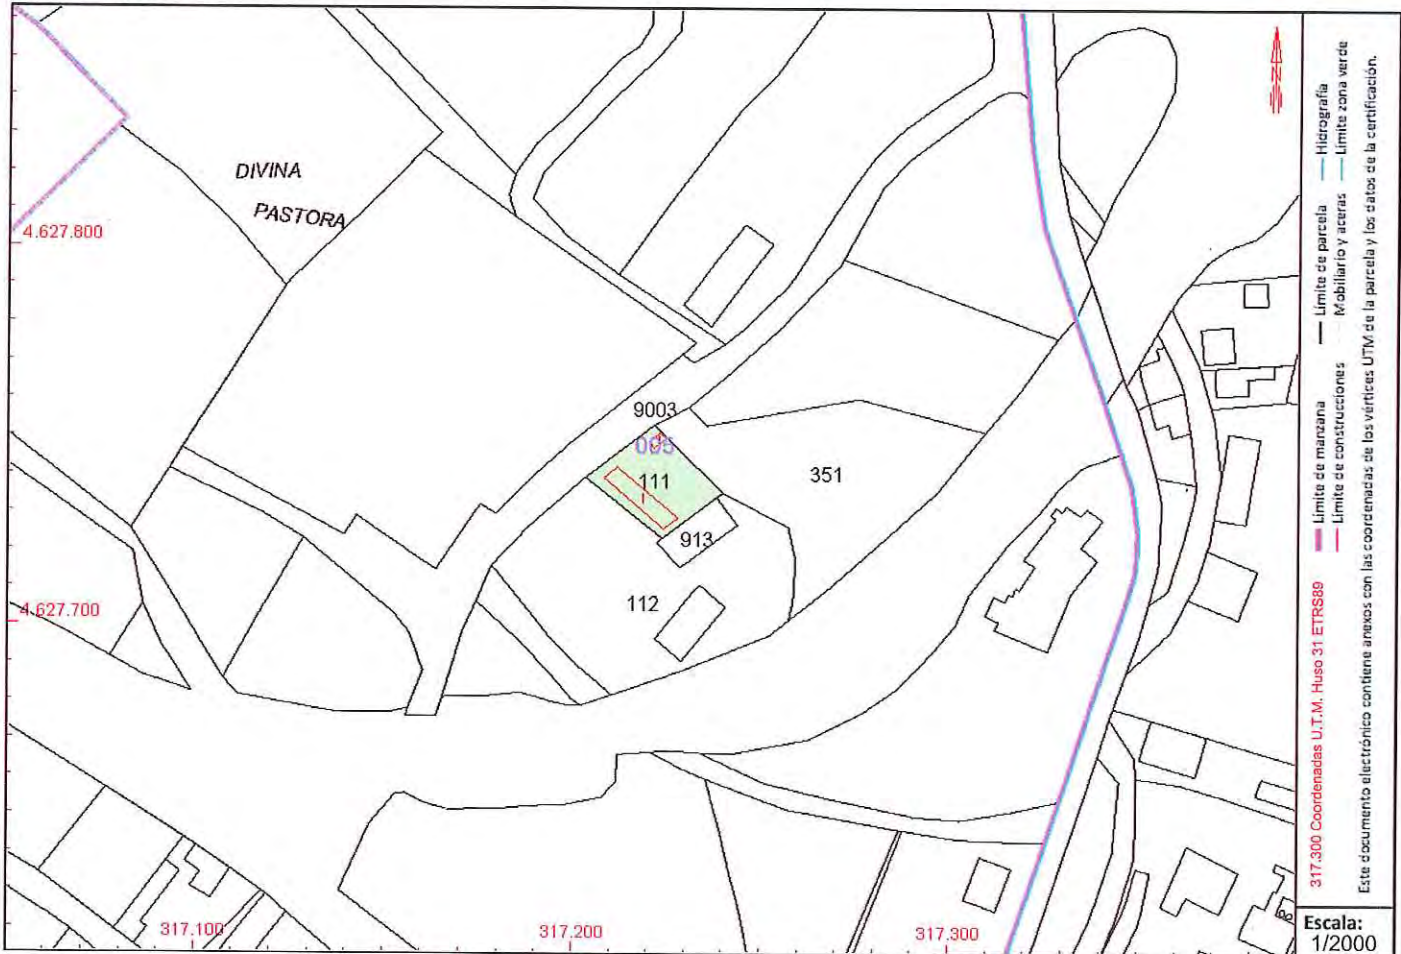 DIVINA
PASTORA
4.627.800
9003
005
111
I
351
913
112
4.627.700
317.100
317.200
317.300
317.300 Coordenadas U.T.M. Huso 31 ETRS89
Límite de manzana
Límite de parcela
Hidrografía
Límite de construcciones
Mobiliario y aceras
Límite zona verde
Este documento electrónico contiene anexos con las coordenadas de los vértices UTM de la parcela y los datos de la certificación.
Escala:
1/2000